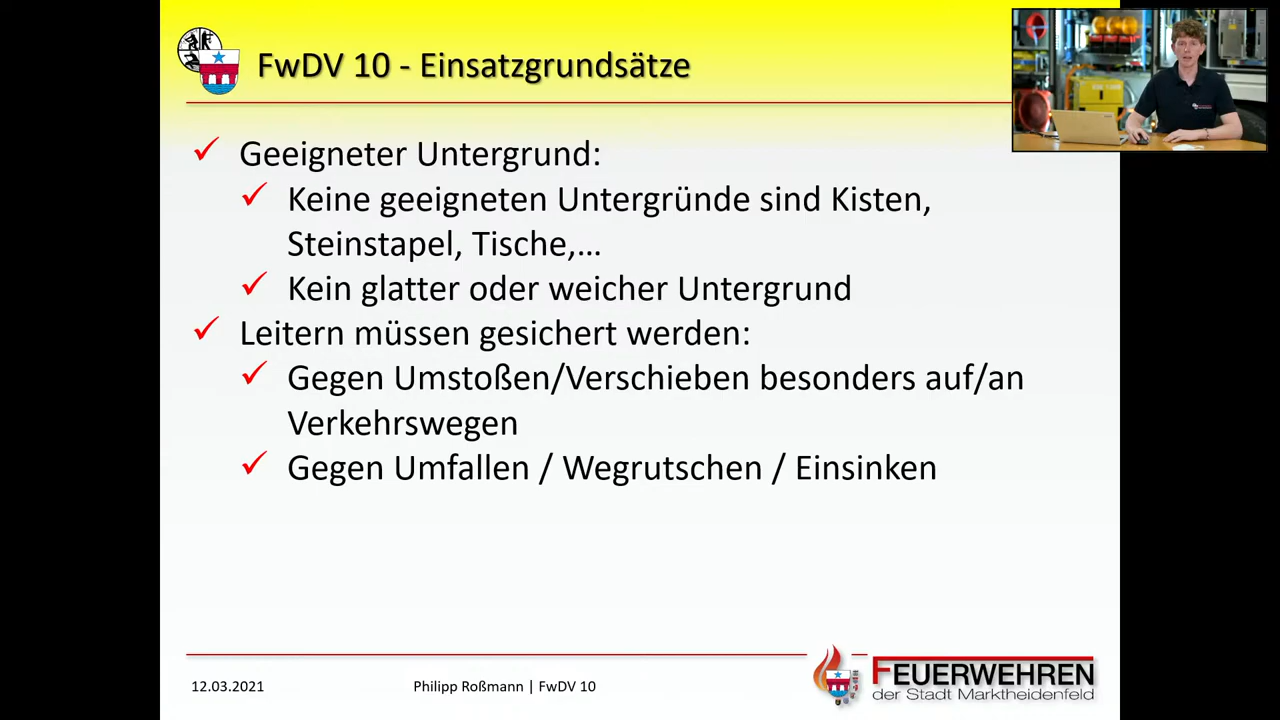 FwDV 10 - Einsatzgrundsätze
Geeigneter Untergrund:
Keine geeigneten Untergründe sind Kisten,
Steinstapel, Tische,...
Kein glatter oder weicher Untergrund
Leitern müssen gesichert werden:
Gegen Umstoßen/Verschieben besonders auf/an
Verkehrswegen
Gegen Umfallen / Wegrutschen / Einsinken
12.03.2021
Philipp Roßmann | FwDV 10
FEUERWEHREN
der Stadt Marktheidenfeld